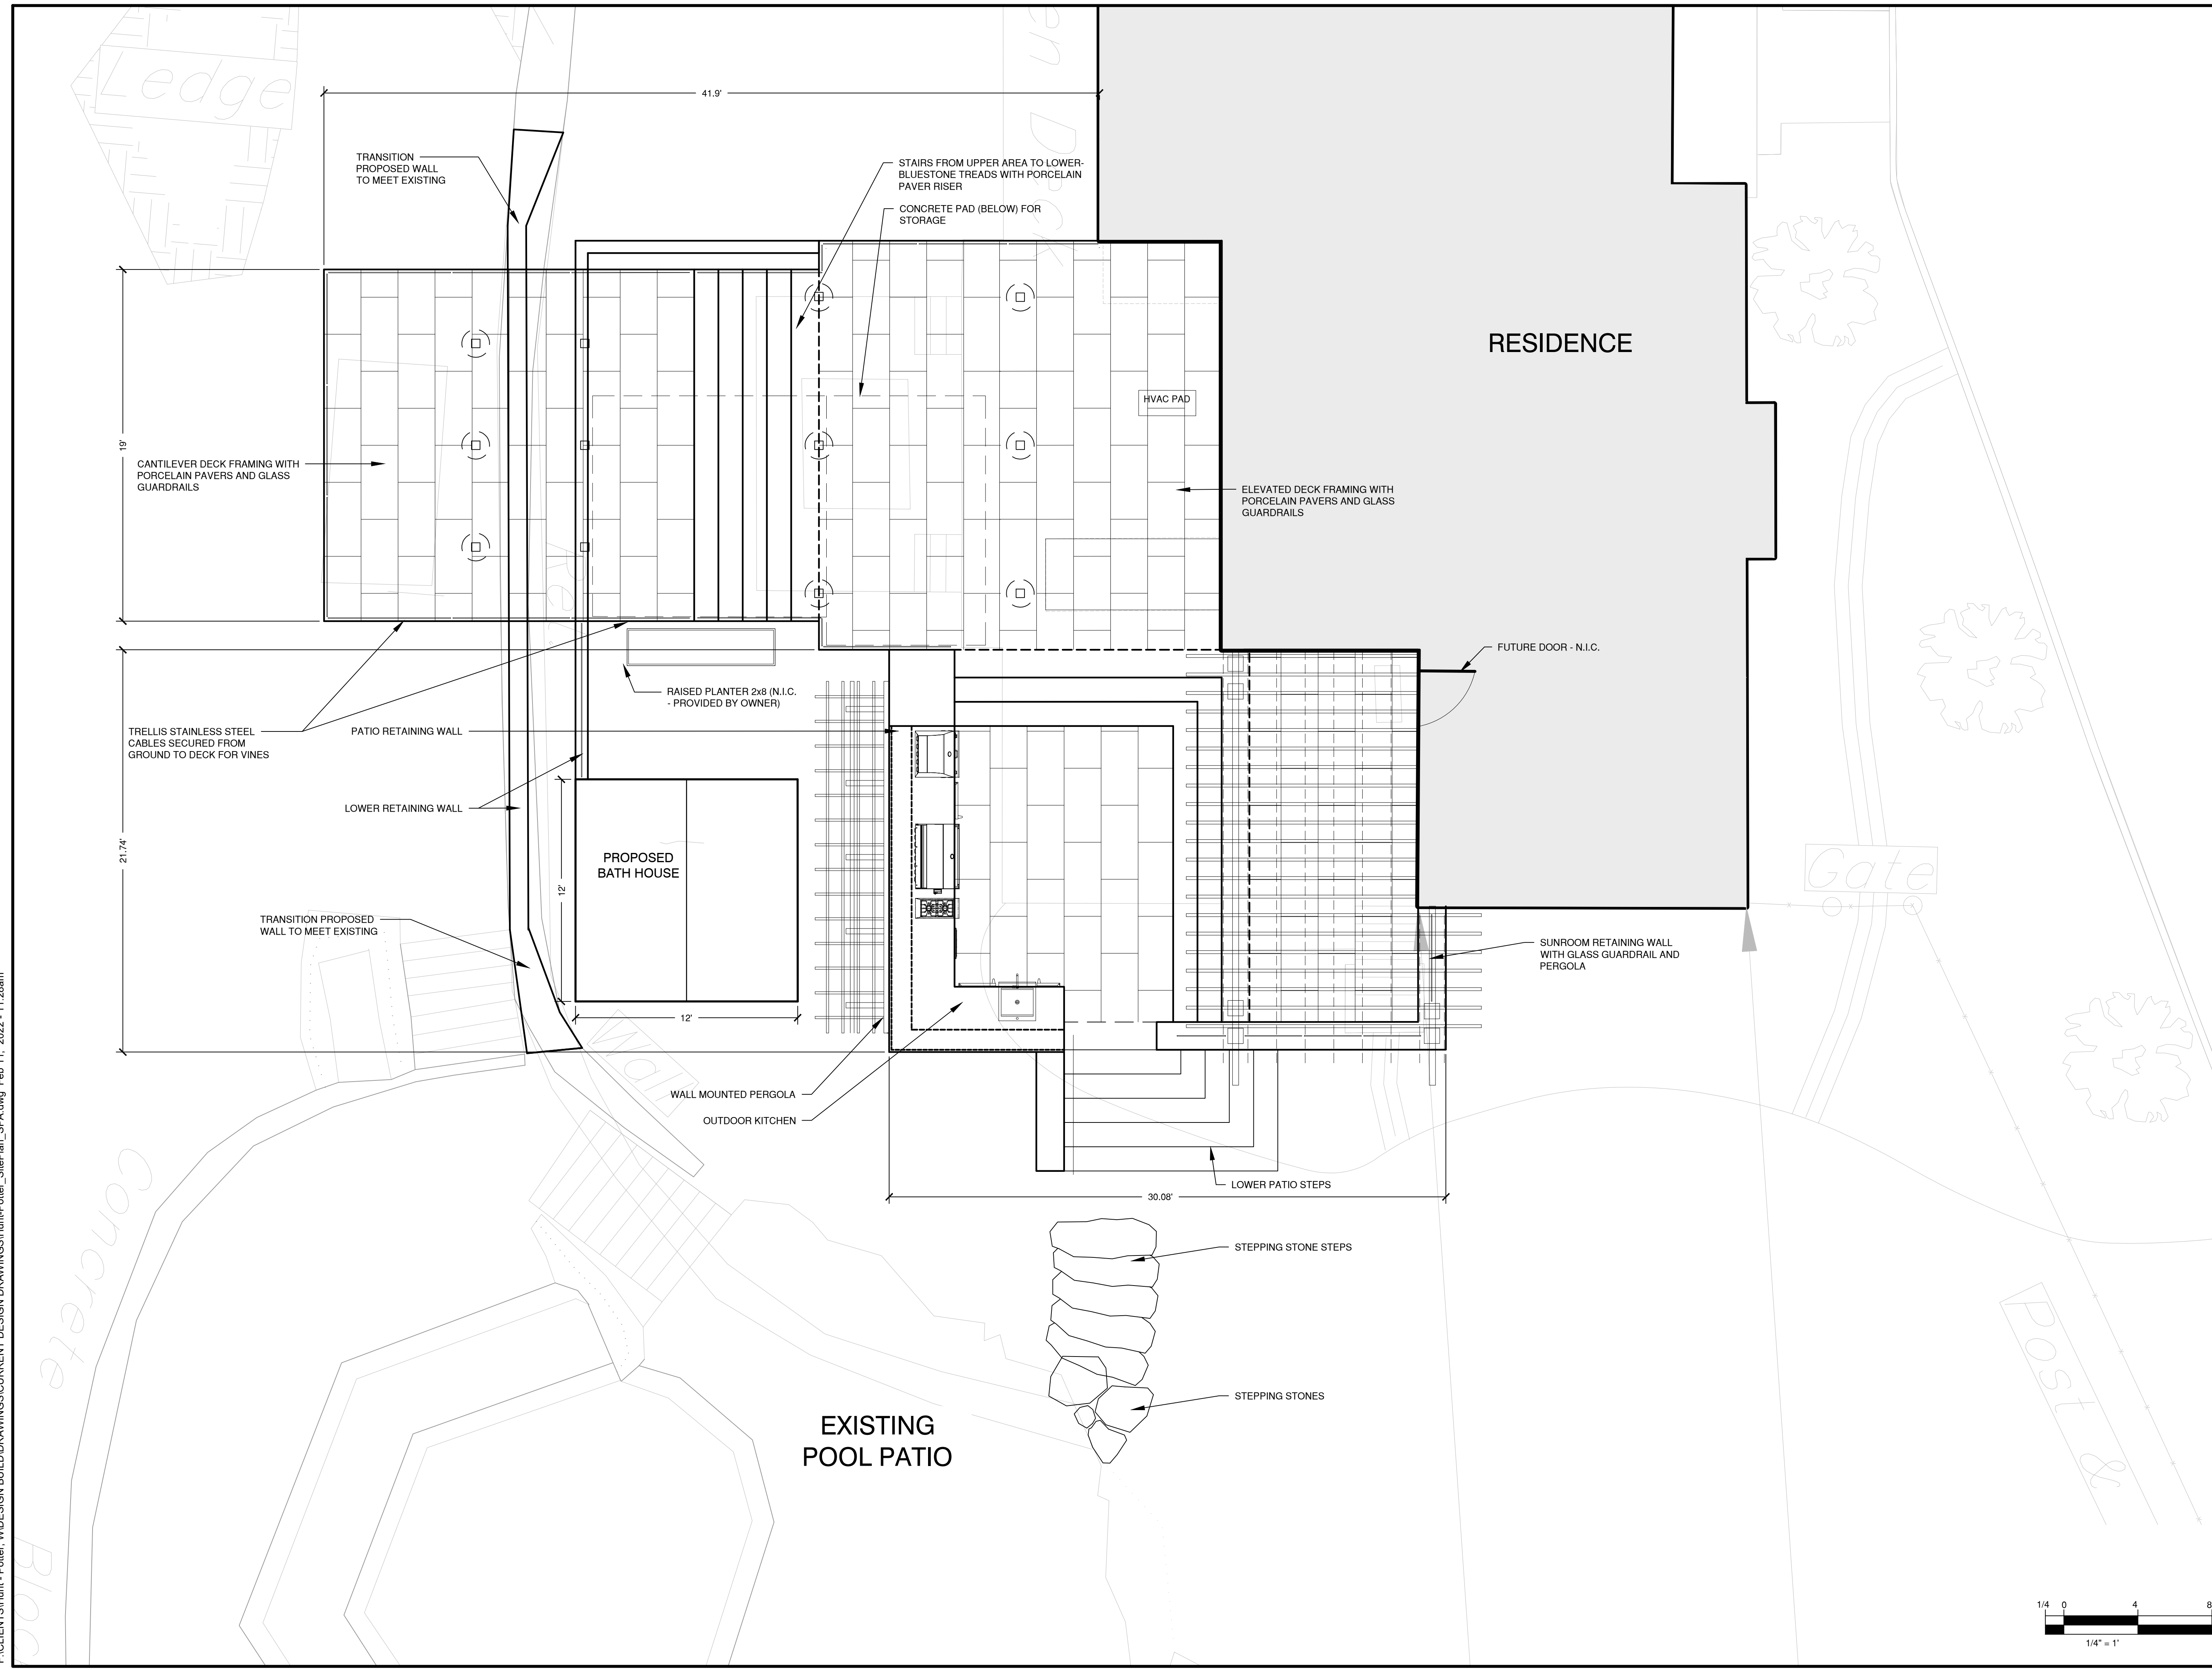 Ledge
41.9'
TRANSITION
PROPOSED WALL
TO MEET EXISTING
STAIRS FROM UPPER AREA TO LOWER-
BLUESTONE TREADS WITH PORCELAIN
PAVER RISER
CONCRETE PAD (BELOW) FOR
STORAGE
RESIDENCE
HVAC PAD
19'
CANTILEVER DECK FRAMING WITH
PORCELAIN PAVERS AND GLASS
GUARDRAILS
ELEVATED DECK FRAMING WITH
PORCELAIN PAVERS AND GLASS
GUARDRAILS
FUTURE DOOR - N.I.C.
RAISED PLANTER 2x8 (N.I.C.
- PROVIDED BY OWNER)
TRELLIS STAINLESS STEEL
CABLES SECURED FROM
GROUND TO DECK FOR VINES
PATIO RETAINING WALL
LOWER RETAINING WALL
21.74'
PROPOSED
BATH HOUSE
12'
12'
Gate
TRANSITION PROPOSED
WALL TO MEET EXISTING
SUNROOM RETAINING WALL
WITH GLASS GUARDRAIL AND
PERGOLA
Wall
WALL MOUNTED PERGOLA
OUTDOOR KITCHEN
LOWER PATIO STEPS
30.08'
STEPPING STONE STEPS
STEPPING STONES
Concrete
Post &
EXISTING
POOL PATIO
1/4 0 4 8
1/4" = 1'